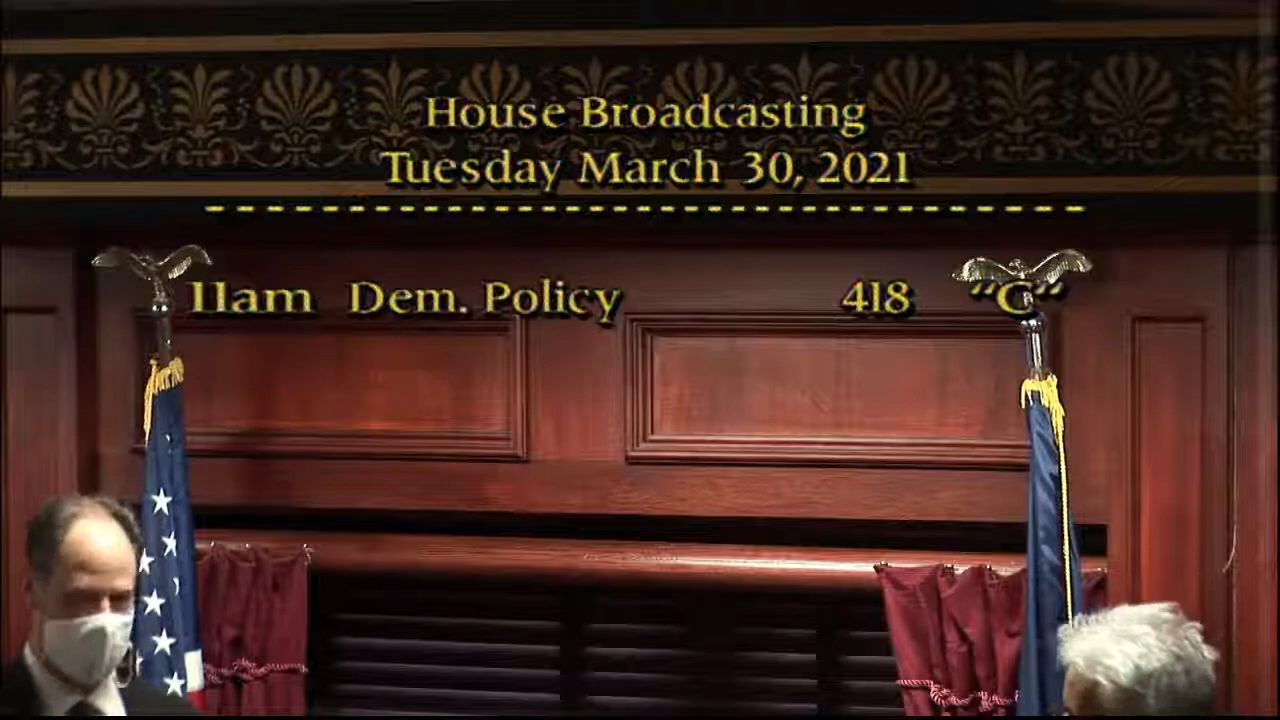 House Broadcasting
Tuesday March 30, 2021
11am Dem. Policy 418 “C“